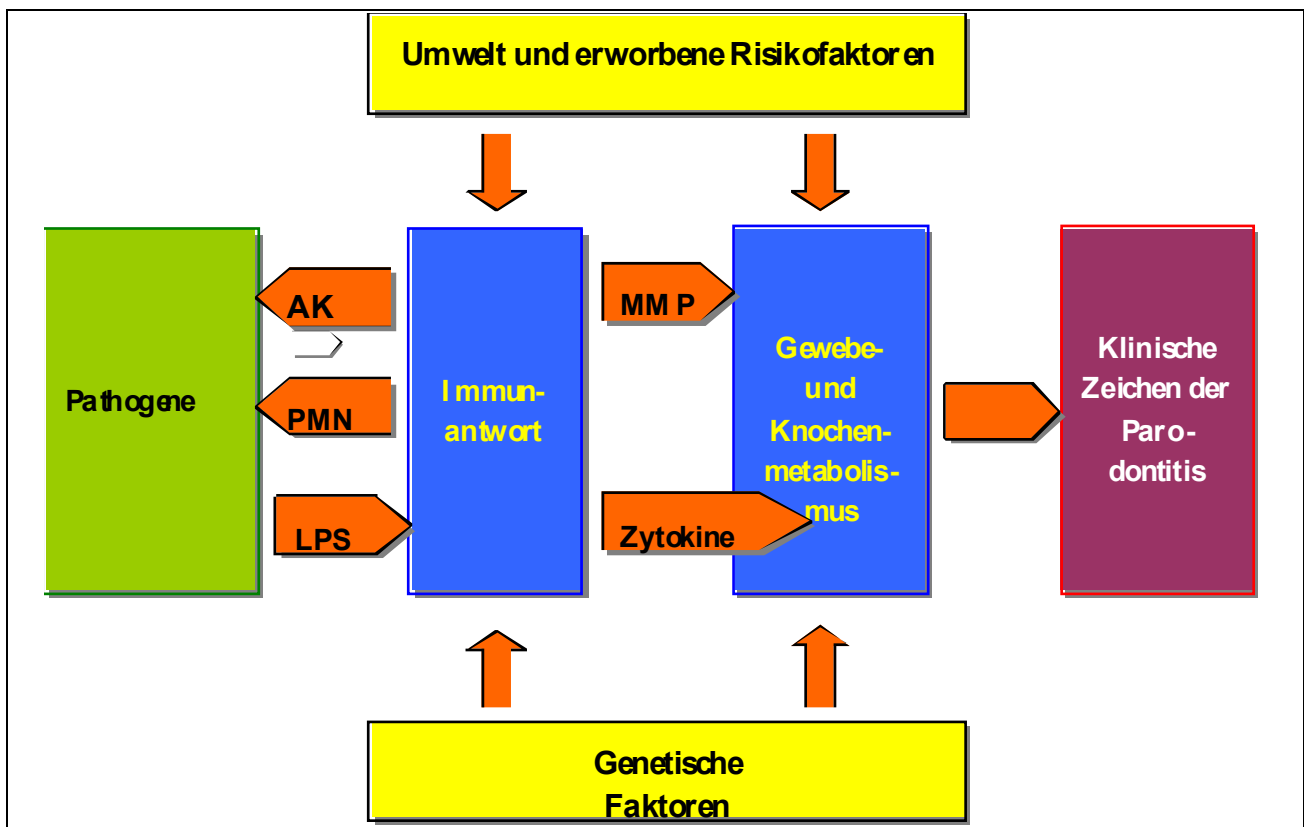 Umwelt und erworbene Risikofaktoren
Pathogene
AK
PMN
LPS
Immun-
antwort
MMP
Zytokine
Gewebe-
und
Knochen-
metabolis-
mus
Klinische
Zeichen der
Paro-
dontitis
Genetische
Faktoren